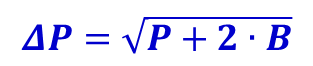 ΔP = √(P + 2 · B)